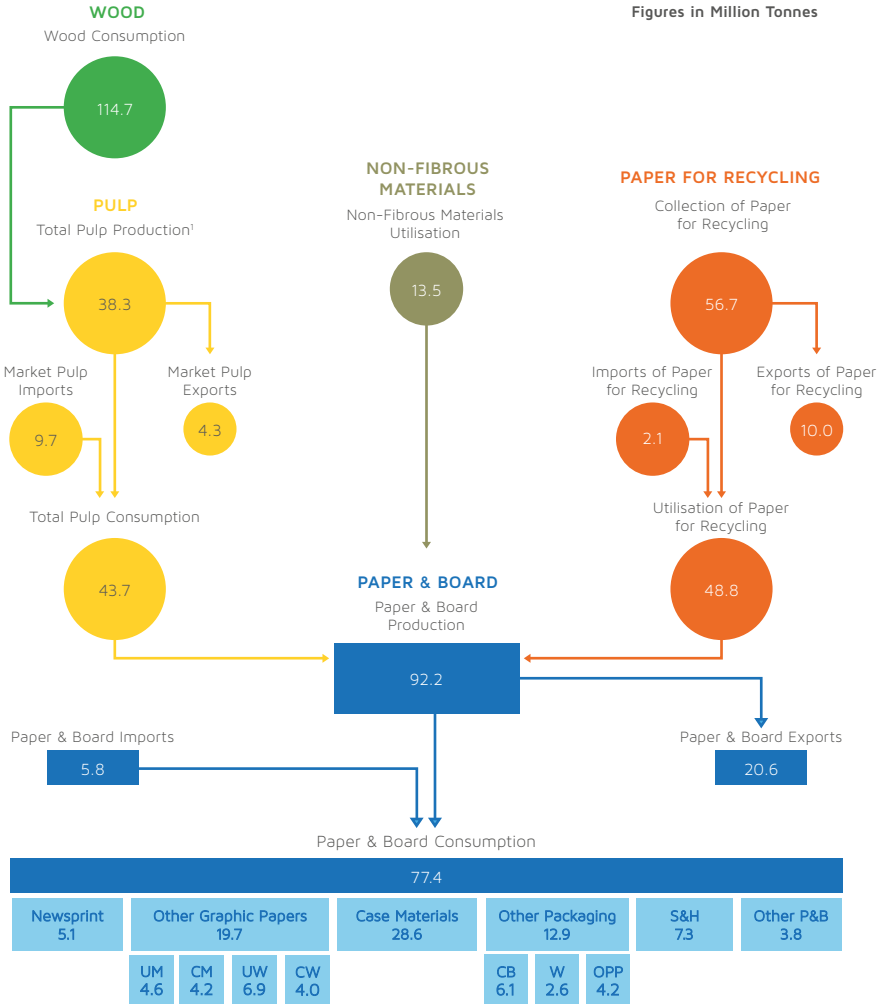 WOOD
Wood Consumption
114.7
Figures in Million Tonnes
PULP
Total Pulp Production¹
38.3
Market Pulp
Imports
9.7
Market Pulp
Exports
4.3
Total Pulp Consumption
43.7
NON-FIBROUS
MATERIALS
Non-Fibrous Materials
Utilisation
13.5
PAPER FOR RECYCLING
Collection of Paper
for Recycling
56.7
Imports of Paper
for Recycling
2.1
Exports of Paper
for Recycling
10.0
Utilisation of Paper
for Recycling
48.8
PAPER & BOARD
Paper & Board
Production
92.2
Paper & Board Imports
5.8
Paper & Board Exports
20.6
Paper & Board Consumption
77.4
Newsprint
5.1
Other Graphic Papers
19.7
Case Materials
28.6
Other Packaging
12.9
S&H
7.3
Other P&B
3.8
UM
4.6
CM
4.2
UW
6.9
CW
4.0
CB
6.1
W
2.6
OPP
4.2